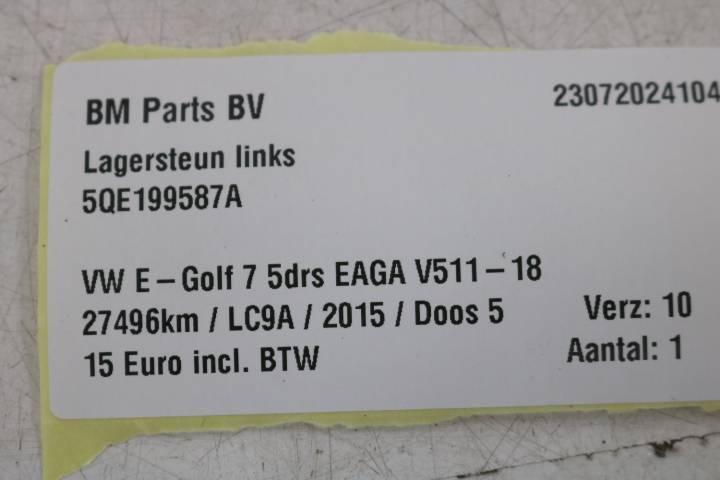 BM Parts BV 23072024104
Lagersteun links
5QE199587A
VW E-Golf 7 5drs EAGA V511-18
27496km / LC9A / 2015 / Doos 5 Verz: 10
15 Euro incl. BTW Aantal: 1